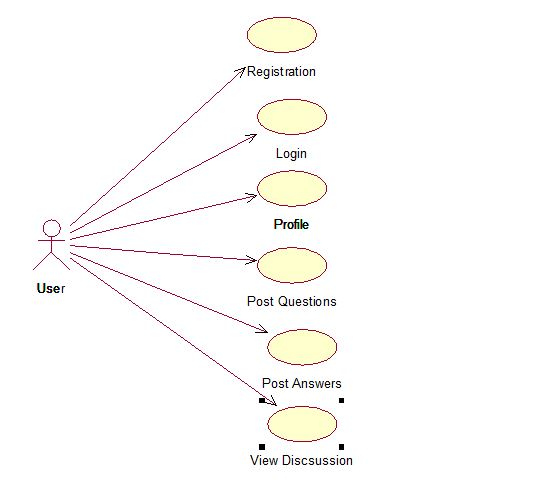 Registration
Login
Profile
User
Post Questions
Post Answers
View Discsussion